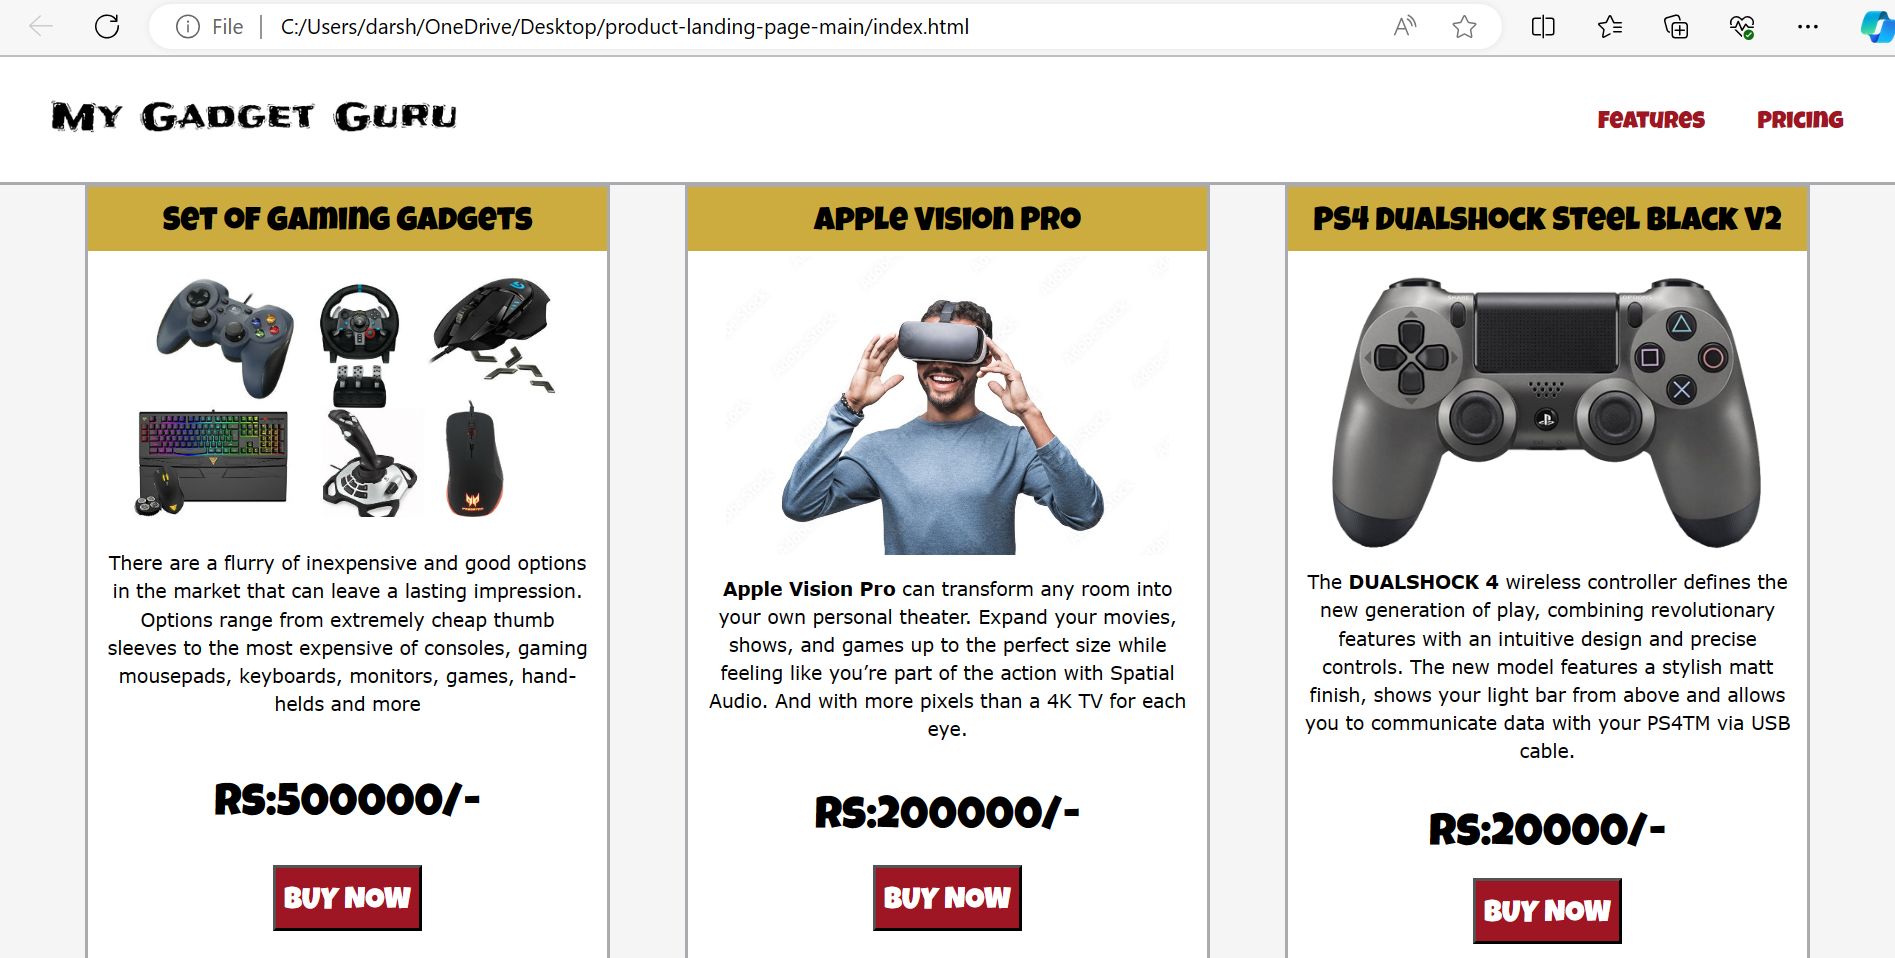 File
C:/Users/darsh/OneDrive/Desktop/product-landing-page-main/index.html
My Gadget Guru
Features
Pricing
Set of Gaming Gadgets
There are a flurry of inexpensive and good options
in the market that can leave a lasting impression.
Options range from extremely cheap thumb
sleeves to the most expensive of consoles, gaming
mousepads, keyboards, monitors, games, hand-
helds and more
RS:500000/-
BUY NOW
Apple Vision Pro
Apple Vision Pro can transform any room into
your own personal theater. Expand your movies,
shows, and games up to the perfect size while
feeling like you’re part of the action with Spatial
Audio. And with more pixels than a 4K TV for each
eye.
RS:200000/-
BUY NOW
PS4 Dualshock Steel Black V2
SHARE
OPTIONS
The DUALSHOCK 4 wireless controller defines the
new generation of play, combining revolutionary
features with an intuitive design and precise
controls. The new model features a stylish matt
finish, shows your light bar from above and allows
you to communicate data with your PS4TM via USB
cable.
RS:20000/-
BUY NOW